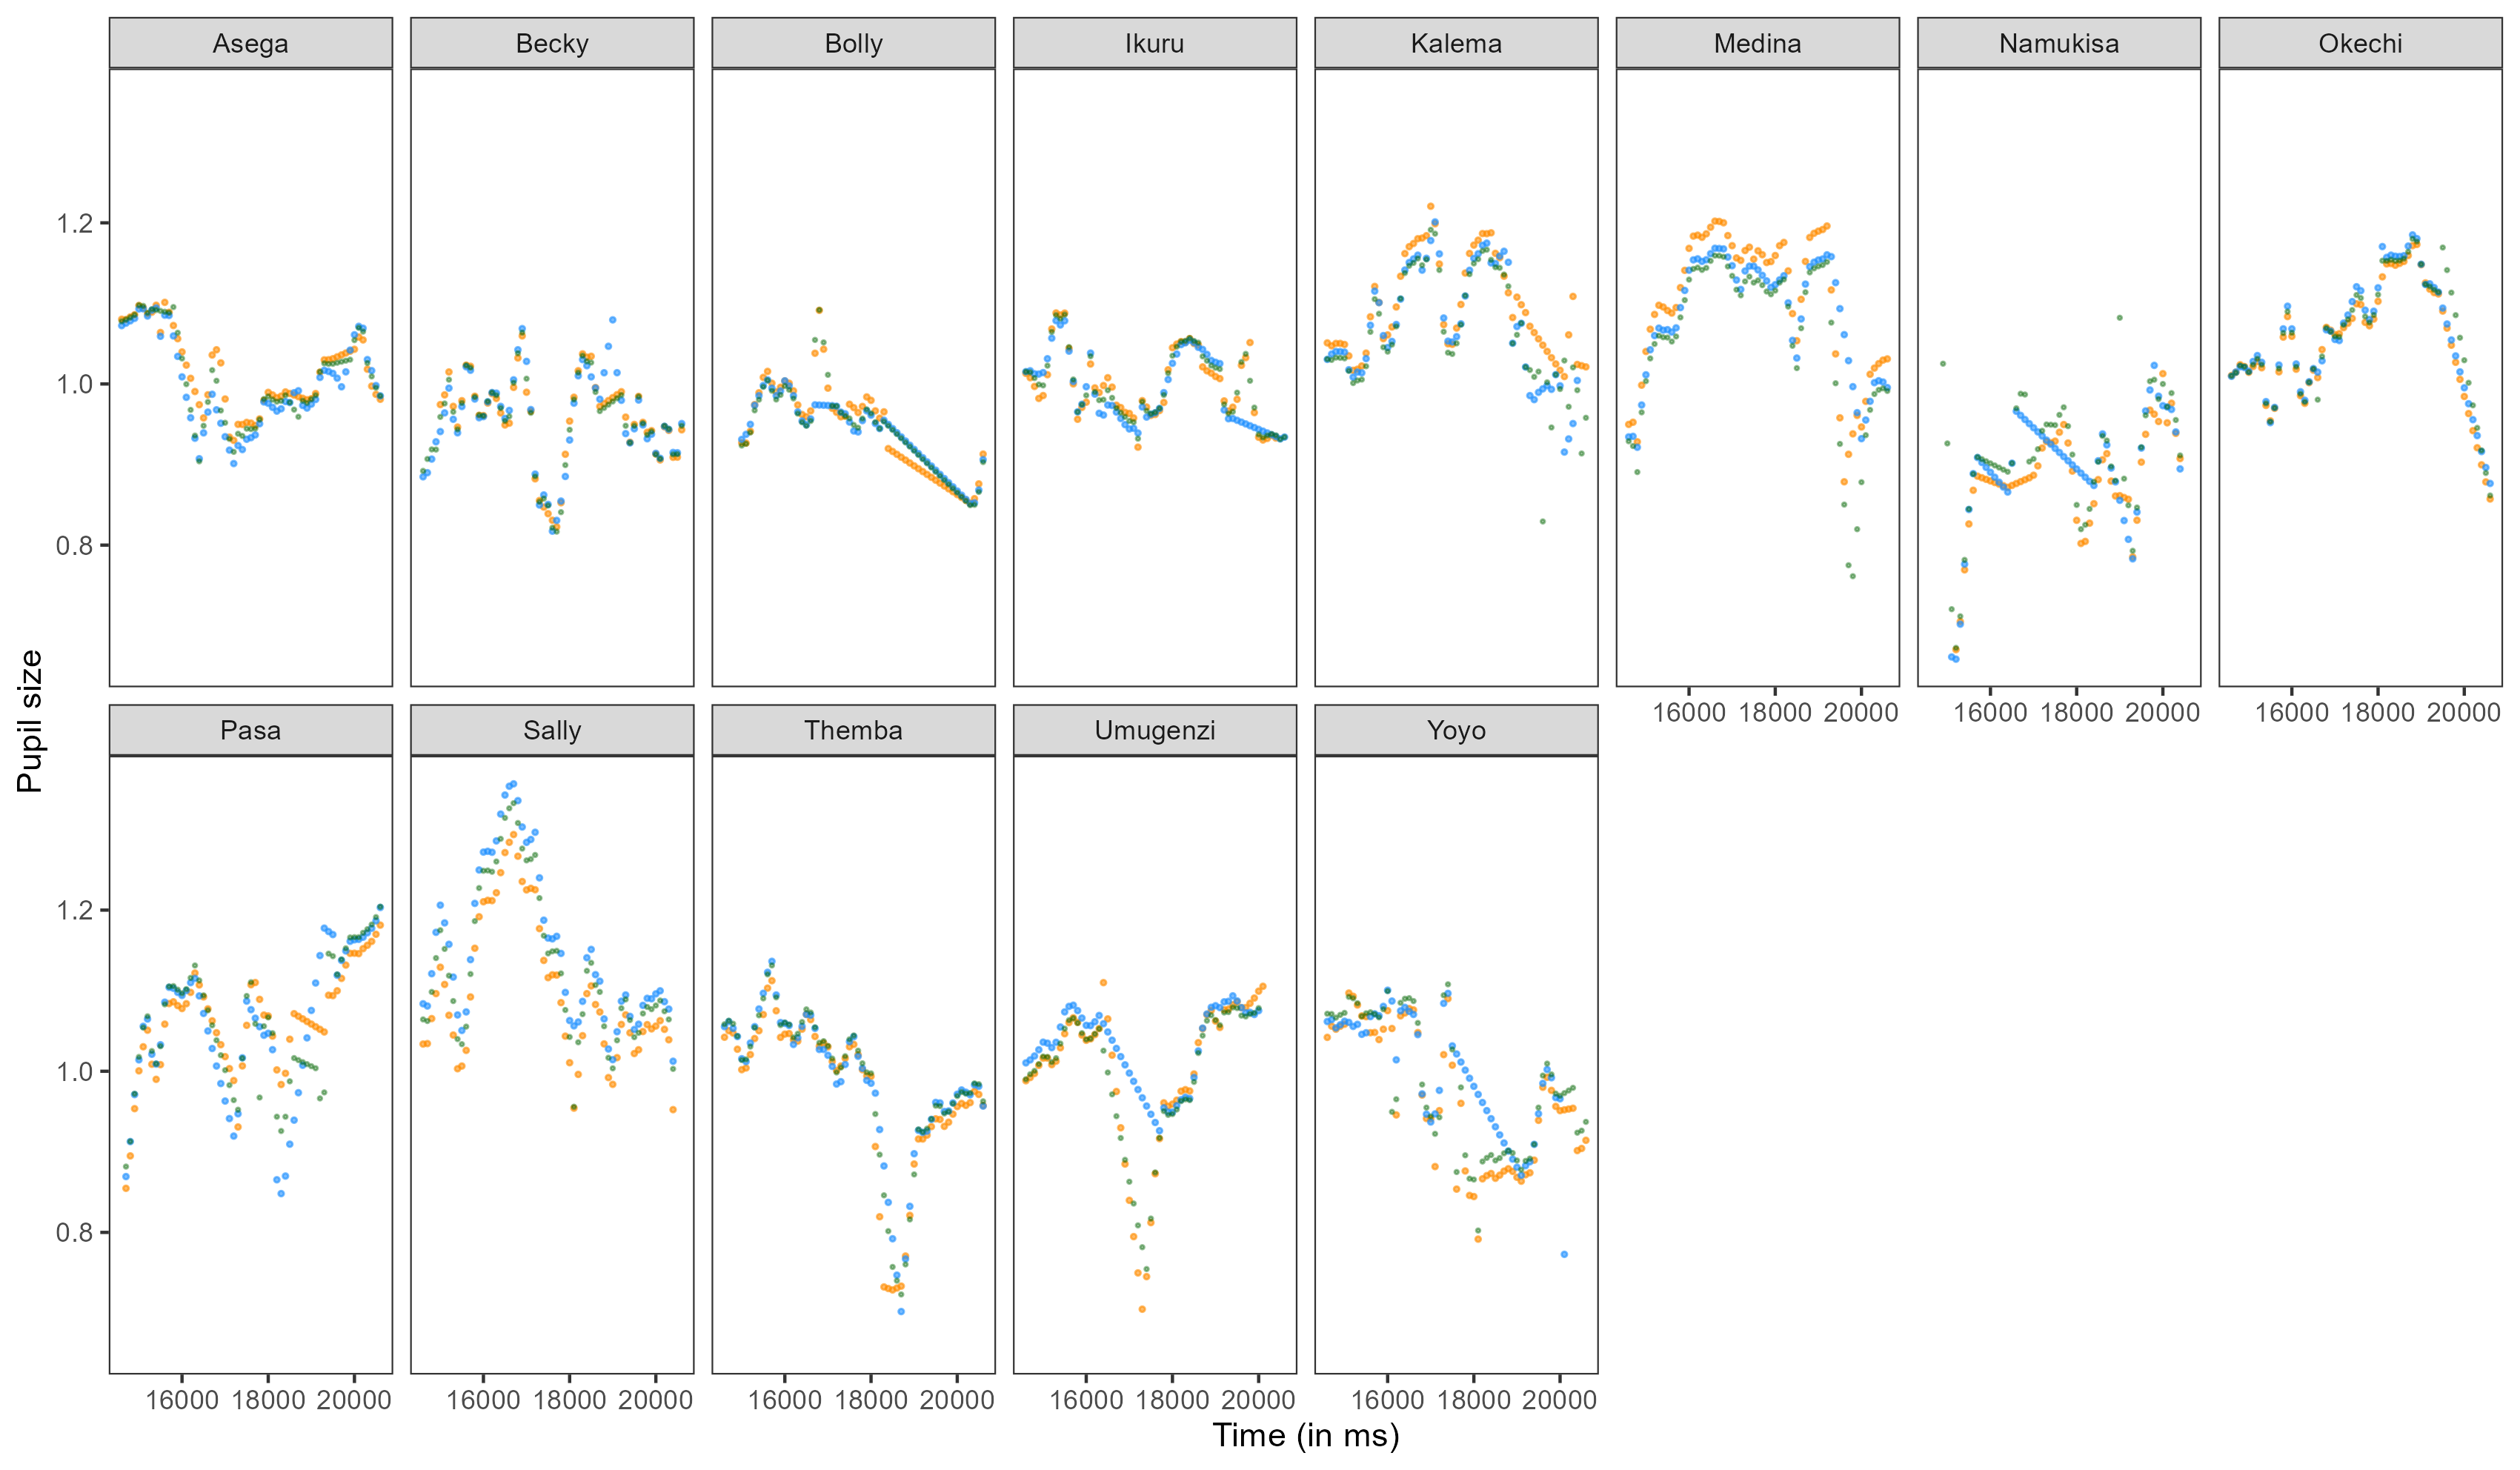 Asega Becky Bolly Ikuru Kalema Medina Namukisa Okechi
1.2
1.0
0.8
16000 18000 20000 16000 18000 20000 16000 18000 20000
Pupil size
Pasa Sally Themba Umugenzi Yoyo
1.2
1.0
0.8
16000 18000 20000 16000 18000 20000 16000 18000 20000 16000 18000 20000 16000 18000 20000
Time (in ms)